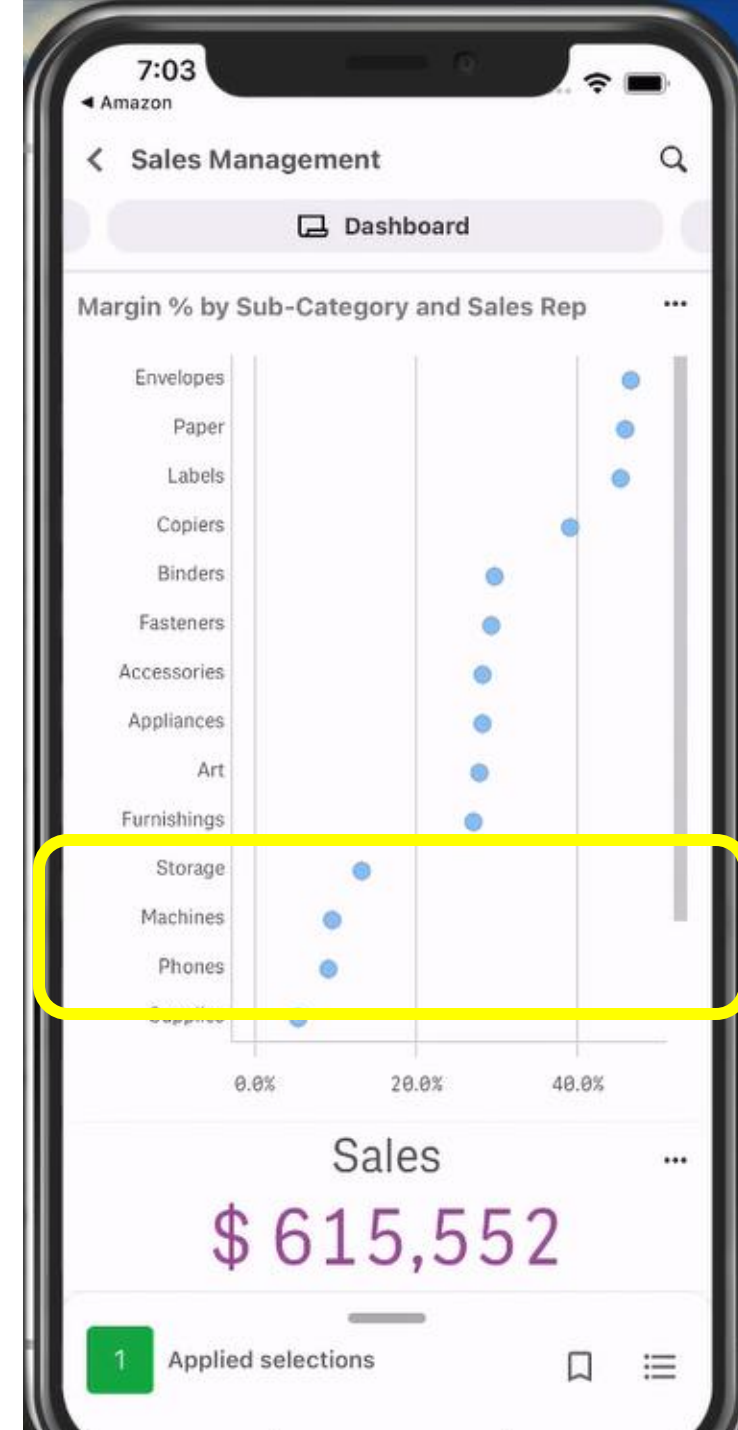 7:03
◄ Amazon
Sales Management
Dashboard
Margin % by Sub-Category and Sales Rep
Envelopes
Paper
Labels
Copiers
Binders
Fasteners
Accessories
Appliances
Art
Furnishings
Storage
Machines
Phones
0.0% 20.0% 40.0%
Sales
$ 615,552
1 Applied selections